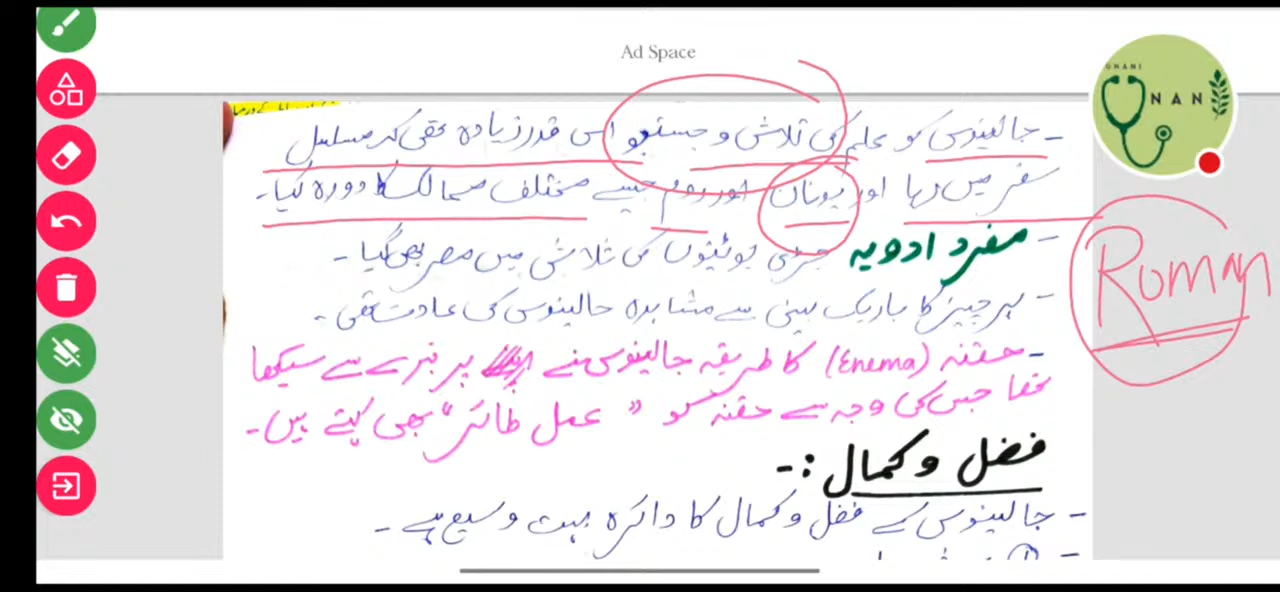 Ad Space
UNANI
NAN
- جالینوس کو علم کی تلاش و جستجو اس قدر زیادہ تھی کہ مسلسل
سفر میں رہا اور یونان اور روم جیسے مختلف ممالک کا دورہ کیا۔
- مفرد ادویہ جڑی بوٹیوں کی تلاش میں مصر بھی گیا۔
Roman
- ہر چیز کا باریک بینی سے مشاہدہ جالینوس کی عادت تھی۔
- حقنہ (Enema) کا طریقہ جالینوس نے پرندے سے سیکھا
تھا جس کی وجہ سے حقنہ کو "عمل طائر" بھی کہتے ہیں۔
فضل و کمال :-
- جالینوس کے فضل و کمال کا دائرہ بہت وسیع ہے۔